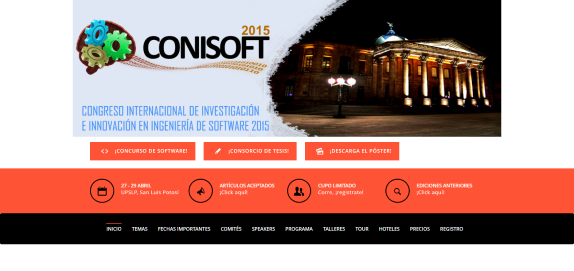 2015
CONISOFT
CONGRESO INTERNACIONAL DE INVESTIGACIÓN
E INNOVACIÓN EN INGENIERÍA DE SOFTWARE 2015
¡CONCURSO DE SOFTWARE! ¡CONSORCIO DE TESIS! ¡DESCARGA EL PÓSTER!
27 - 29 ABRIL ARTÍCULOS ACEPTADOS CUPO LIMITADO EDICIONES ANTERIORES
UPSLP, San Luis Potosí ¡Click aquí! Corre, ¡regístrate! ¡Click aquí!
INICIO TEMAS FECHAS IMPORTANTES COMITÉS SPEAKERS PROGRAMA TALLERES TOUR HOTELES PRECIOS REGISTRO